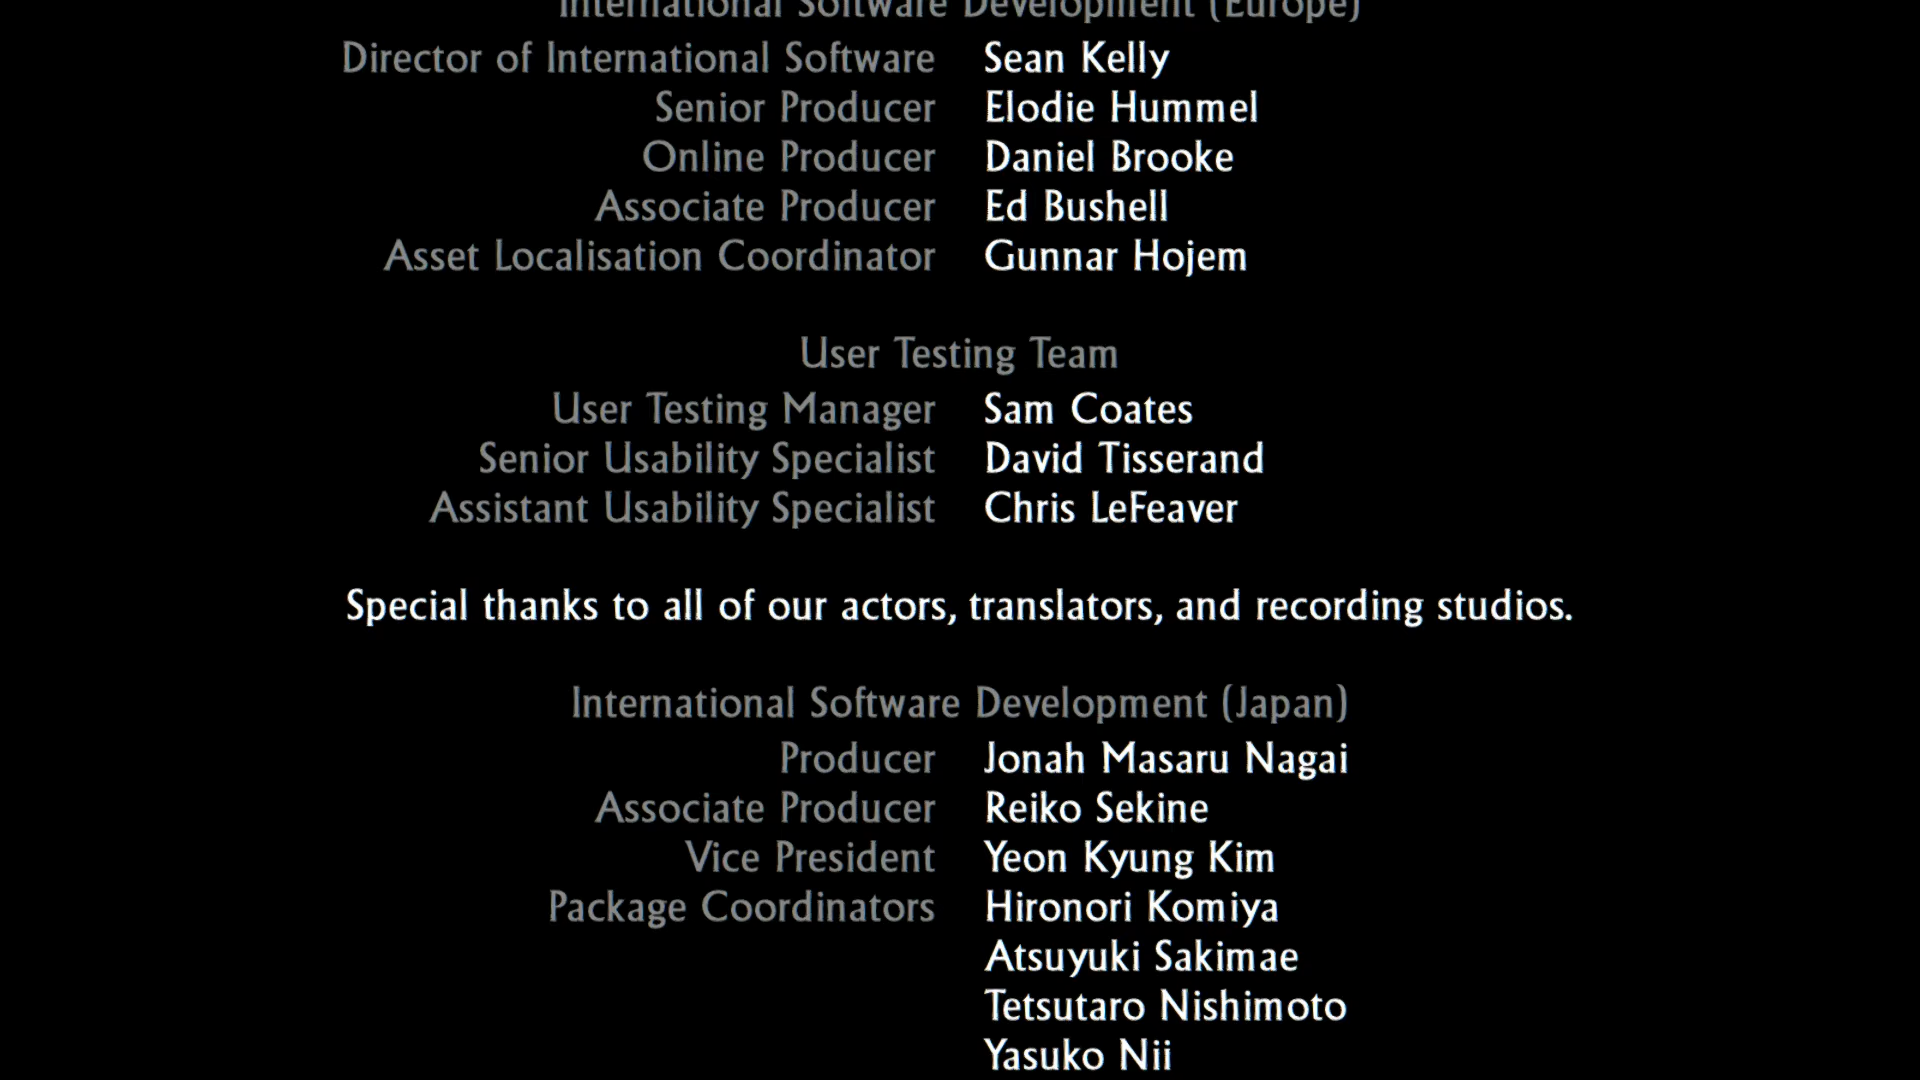 International Software Development (Europe)
Director of International Software Sean Kelly
Senior Producer Elodie Hummel
Online Producer Daniel Brooke
Associate Producer Ed Bushell
Asset Localisation Coordinator Gunnar Hojem
User Testing Team
User Testing Manager Sam Coates
Senior Usability Specialist David Tisserand
Assistant Usability Specialist Chris LeFeaver
Special thanks to all of our actors, translators, and recording studios.
International Software Development (Japan)
Producer Jonah Masaru Nagai
Associate Producer Reiko Sekine
Vice President Yeon Kyung Kim
Package Coordinators Hironori Komiya
Atsuyuki Sakimae
Tetsutaro Nishimoto
Yasuko Nii